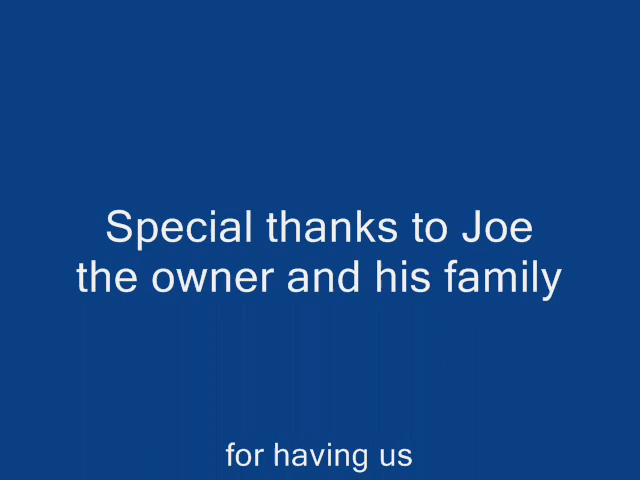 Special thanks to Joe
the owner and his family
for having us